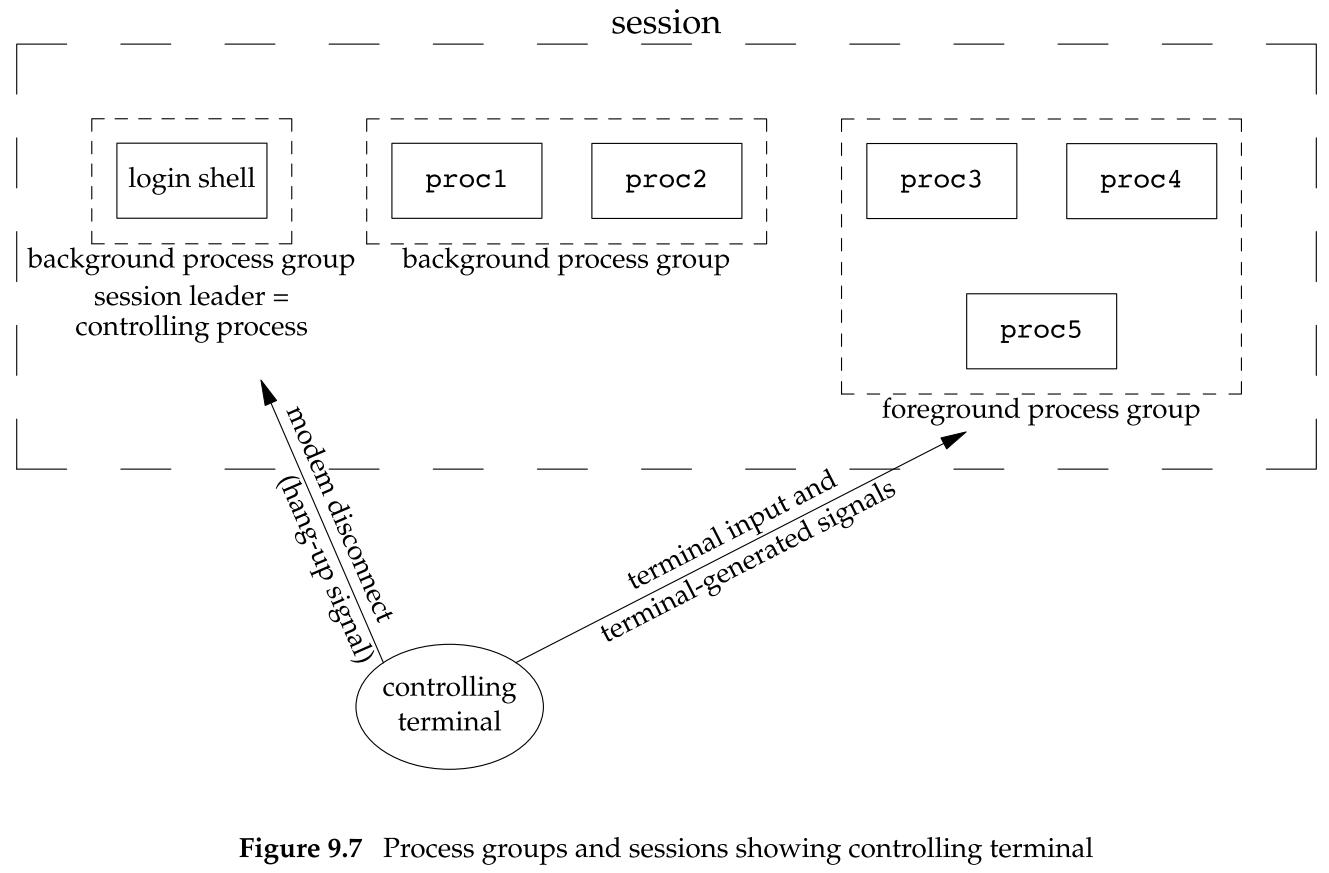 session
login shell
proc1
proc2
proc3
proc4
background process group
session leader =
controlling process
background process group
proc5
foreground process group
modem disconnect
(hang-up signal)
terminal input and
terminal-generated signals
controlling
terminal
Figure 9.7 Process groups and sessions showing controlling terminal